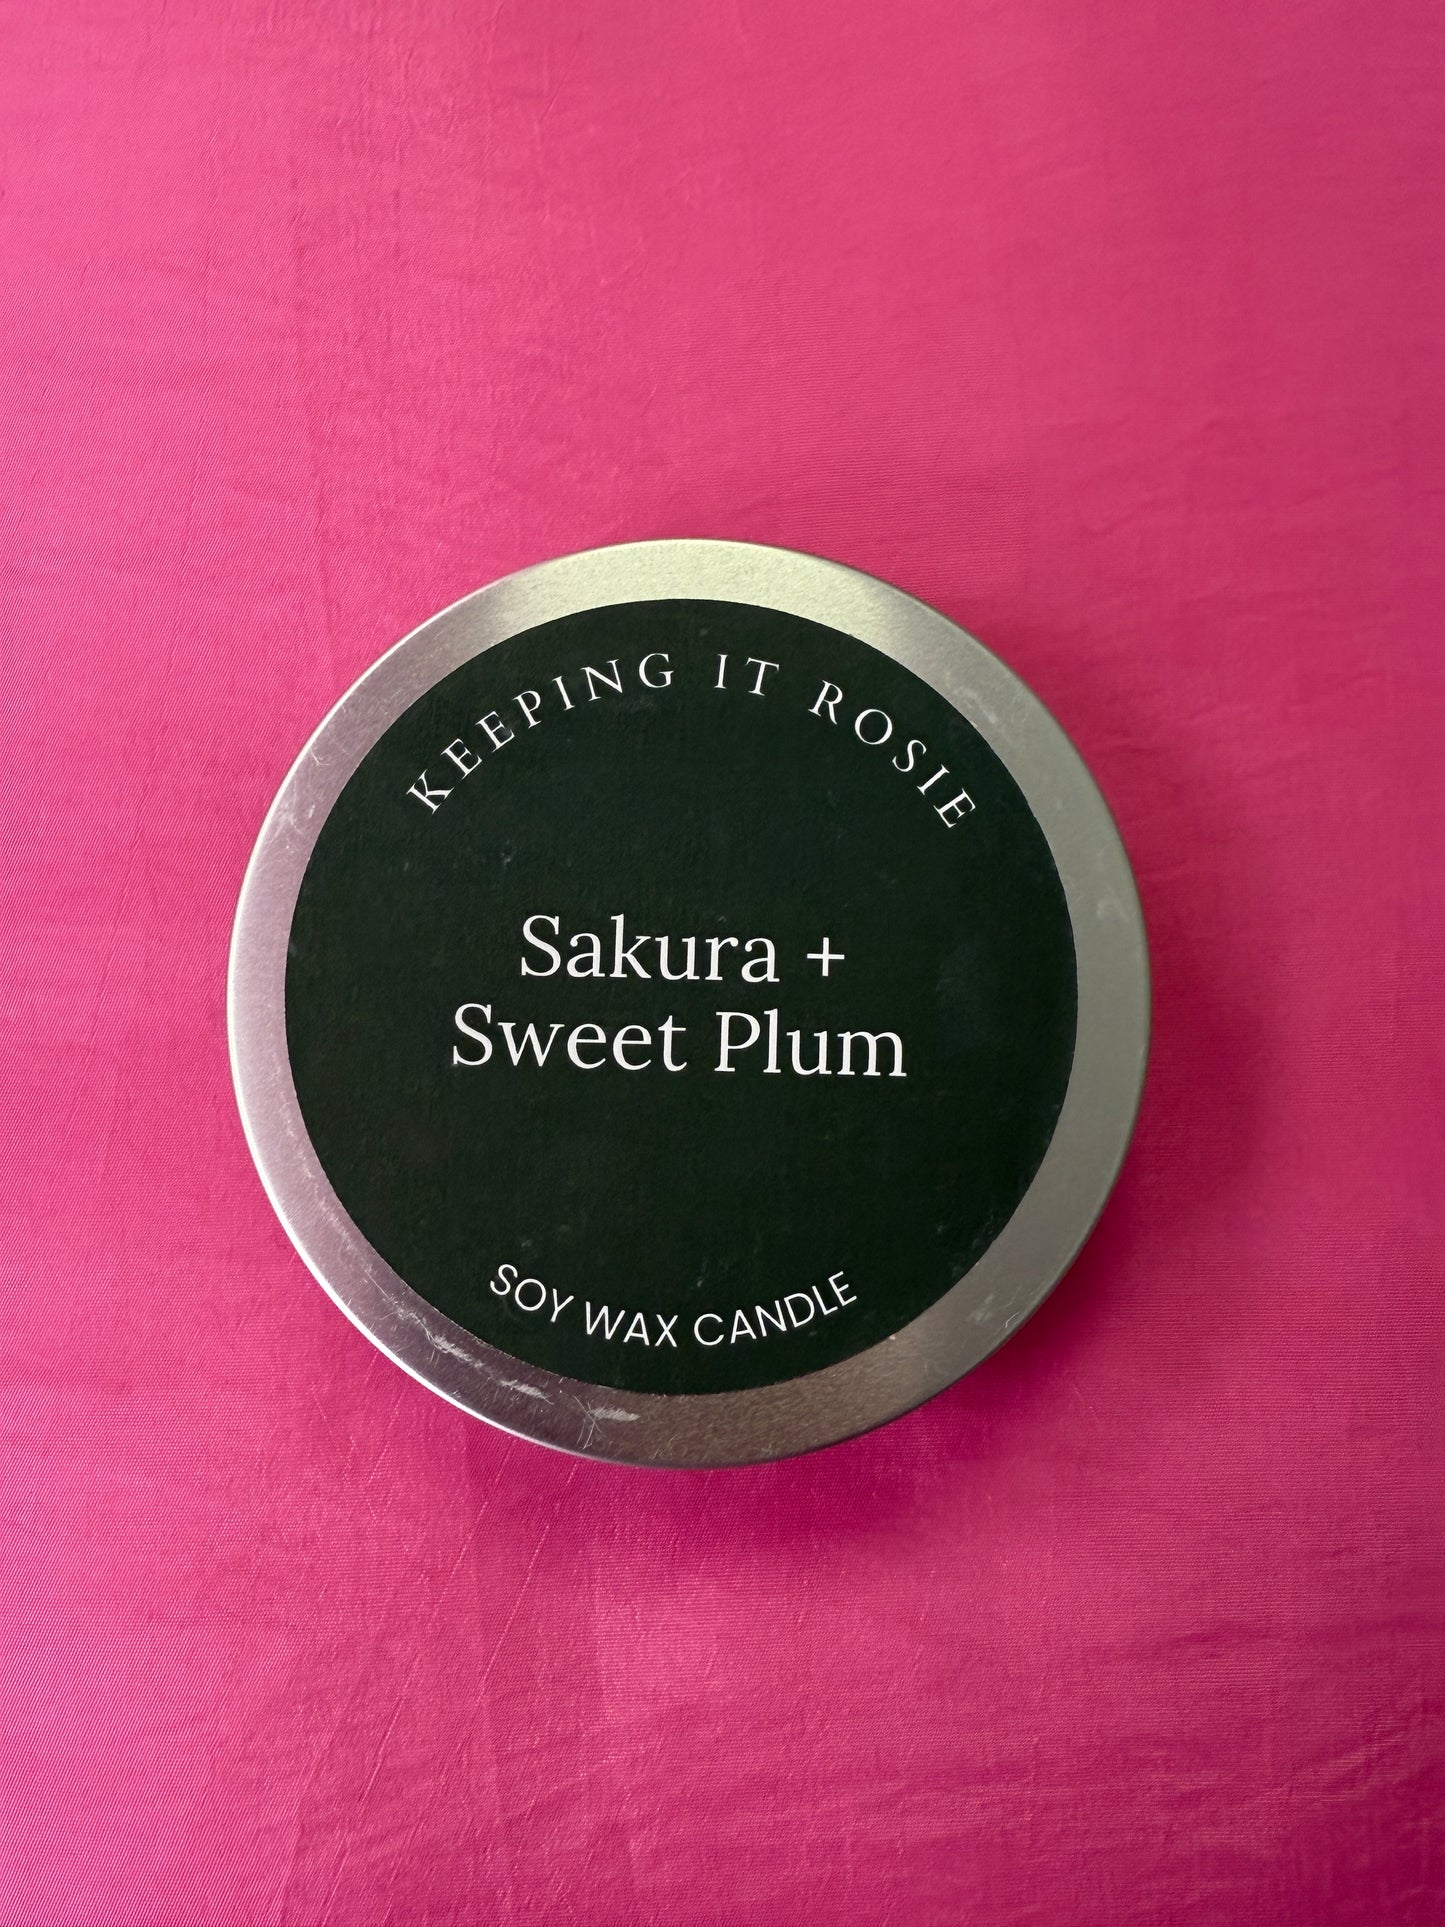 KEEPING IT ROSIE
Sakura +
Sweet Plum
SOY WAX CANDLE